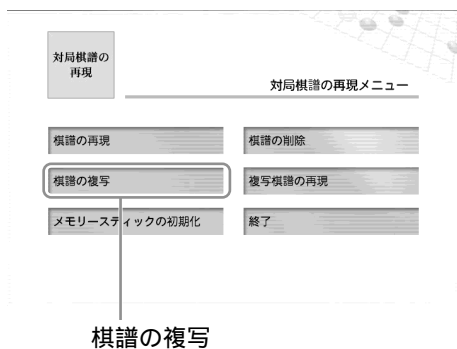 対局棋譜の
再現
対局棋譜の再現メニュー
棋譜の再現
棋譜の削除
棋譜の複写
複写棋譜の再現
メモリースティックの初期化
終了
棋譜の複写